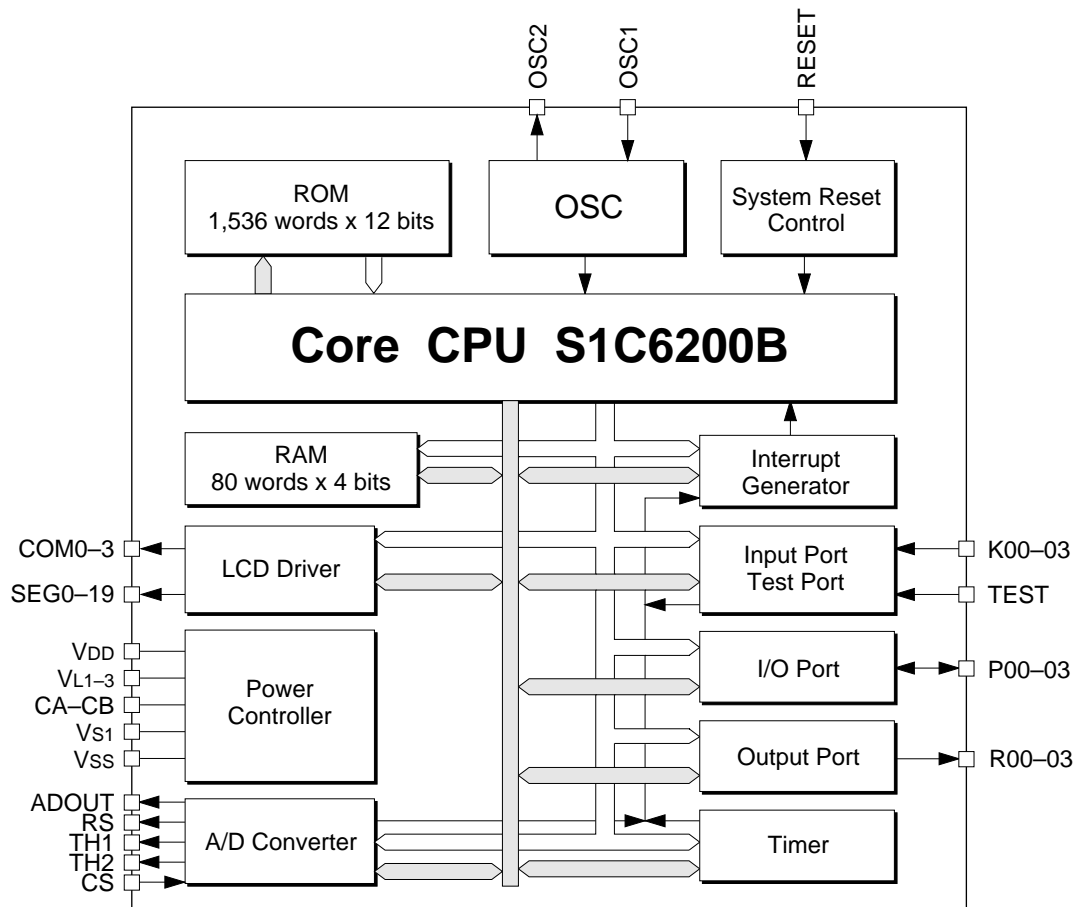 OSC2
OSC1
RESET
ROM
1,536 words x 12 bits
OSC
System Reset
Control
Core CPU S1C6200B
RAM
80 words x 4 bits
Interrupt
Generator
COM0–3
SEG0–19
LCD Driver
Input Port
Test Port
K00–03
TEST
VDD
VL1–3
CA–CB
VS1
VSS
Power
Controller
I/O Port
P00–03
Output Port
R00–03
ADOUT
RS
TH1
TH2
CS
A/D Converter
Timer